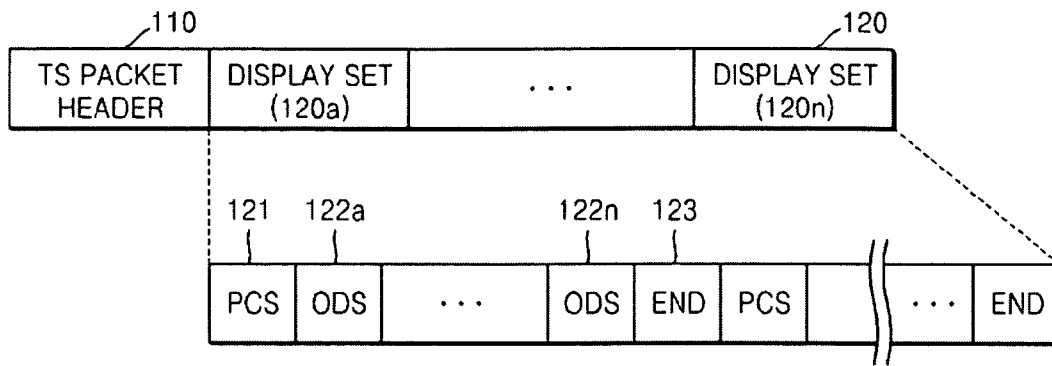 110
120
TS PACKET
HEADER
DISPLAY SET
(120a)
· · ·
DISPLAY SET
(120n)
121
122a
122n
123
PCS
ODS
· · ·
ODS
END
PCS
· · ·
END